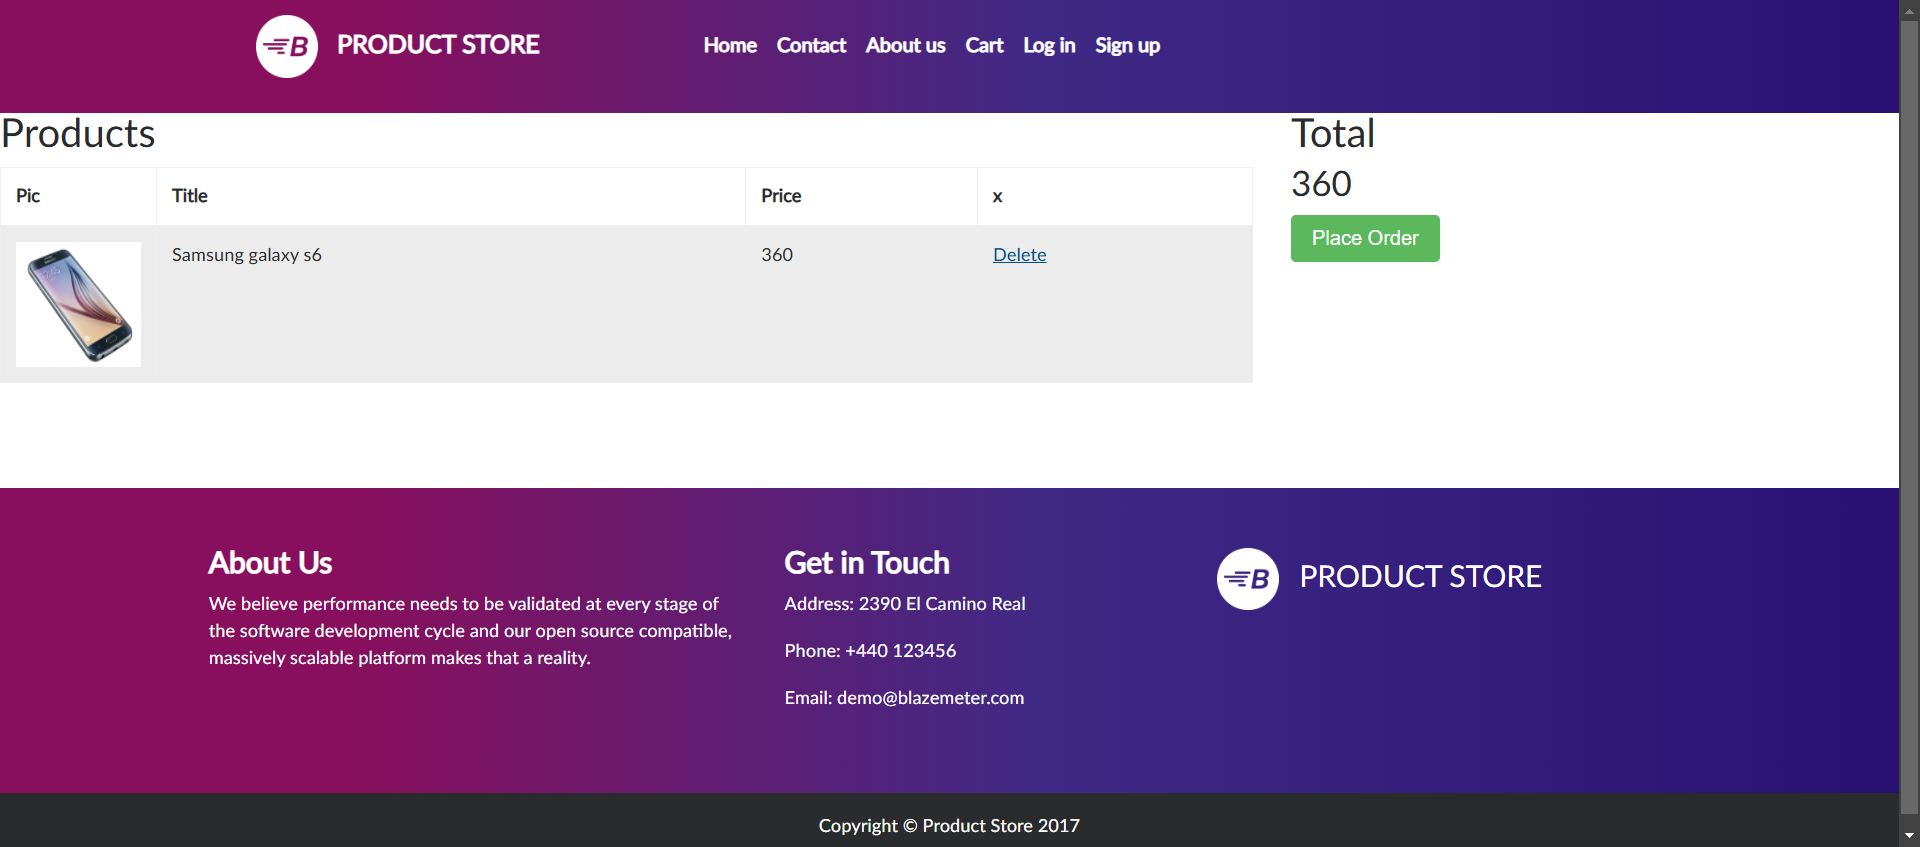 B PRODUCT STORE
Home Contact About us Cart Log in Sign up
Products
Pic Title Price x
Samsung galaxy s6 360 Delete
Total
360
Place Order
About Us
We believe performance needs to be validated at every stage of
the software development cycle and our open source compatible,
massively scalable platform makes that a reality.
Get in Touch
Address: 2390 El Camino Real
Phone: +440 123456
Email: demo@blazemeter.com
B PRODUCT STORE
Copyright © Product Store 2017